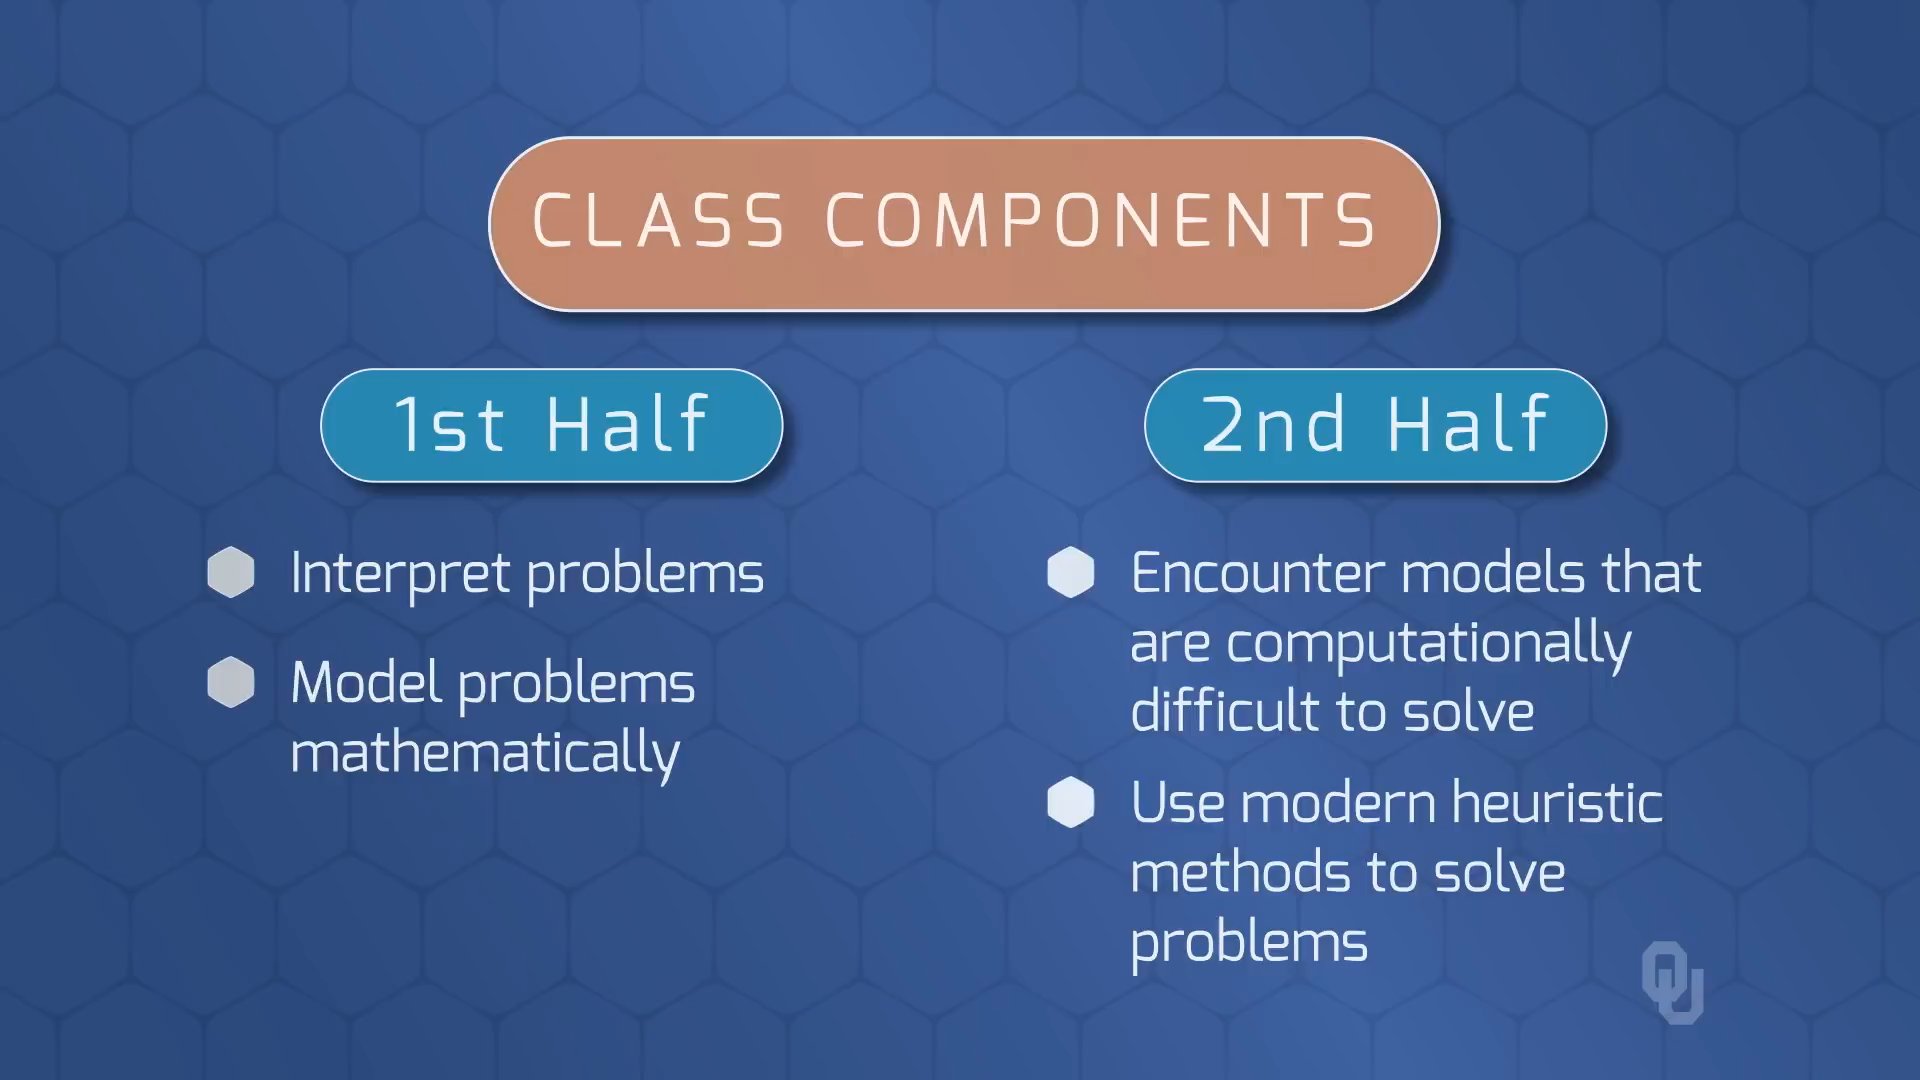 CLASS COMPONENTS
1st Half
Interpret problems
Model problems
mathematically
2nd Half
Encounter models that
are computationally
difficult to solve
Use modern heuristic
methods to solve
problems
OU